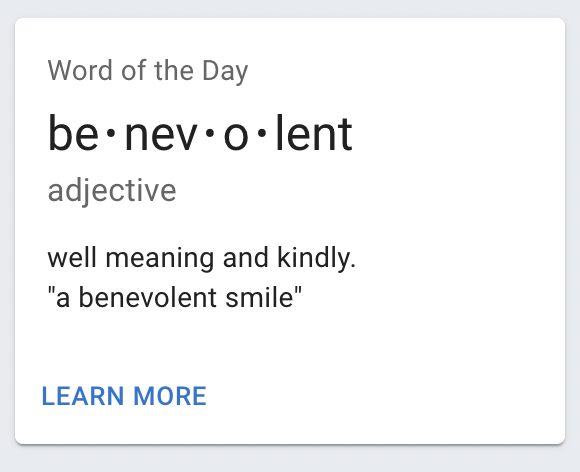 Word of the Day
be•nev•o•lent
adjective
well meaning and kindly.
"a benevolent smile"
LEARN MORE